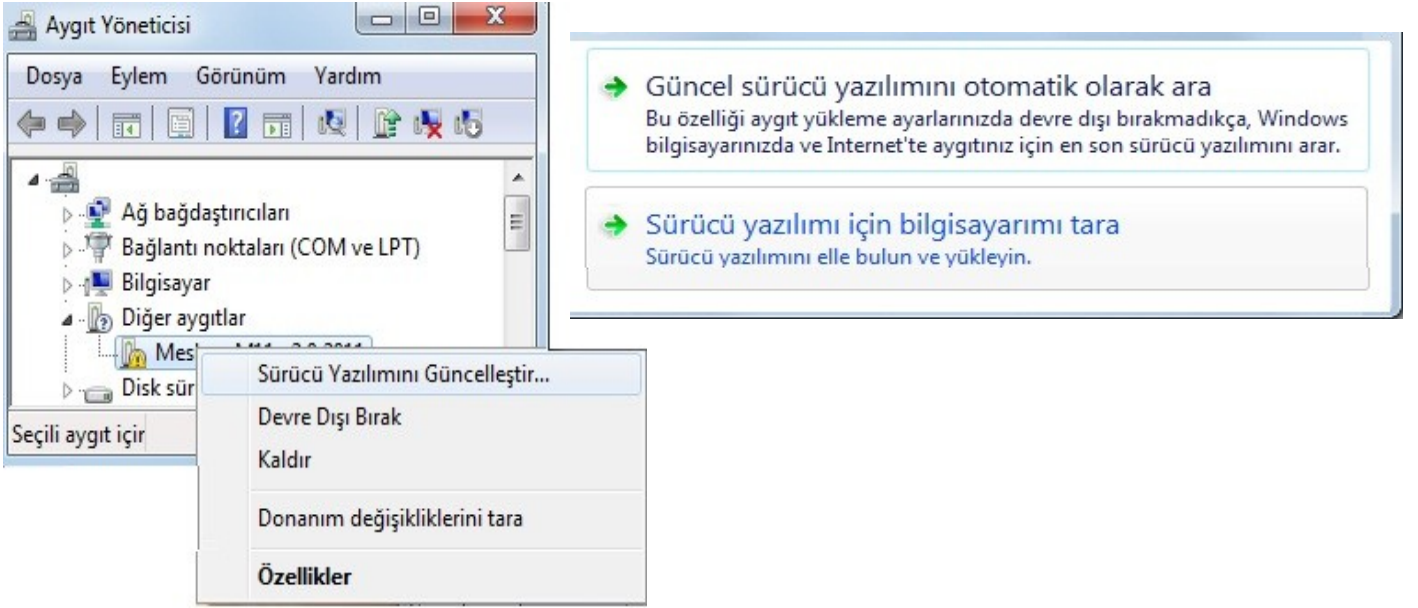 Aygıt Yöneticisi
Dosya Eylem Görünüm Yardım
Ağ bağdaştırıcıları
Bağlantı noktaları (COM ve LPT)
Bilgisayar
Diğer aygıtlar
Disk sür
Seçili aygıt için
Sürücü Yazılımını Güncelleştir...
Devre Dışı Bırak
Kaldır
Donanım değişikliklerini tara
Özellikler
Güncel sürücü yazılımını otomatik olarak ara
Bu özelliği aygıt yükleme ayarlarınızda devre dışı bırakmadıkça, Windows
bilgisayarınızda ve Internet'te aygıtınız için en son sürücü yazılımını arar.
Sürücü yazılımı için bilgisayarımı tara
Sürücü yazılımını elle bulun ve yükleyin.